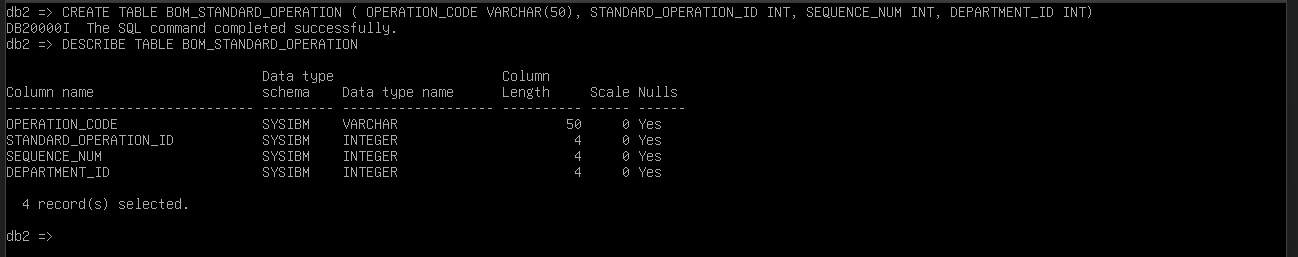 db2 => CREATE TABLE BOM_STANDARD_OPERATION ( OPERATION_CODE VARCHAR(50), STANDARD_OPERATION_ID INT, SEQUENCE_NUM INT, DEPARTMENT_ID INT)
DB20000I  The SQL command completed successfully.
db2 => DESCRIBE TABLE BOM_STANDARD_OPERATION
                                Data type                     Column
Column name                     schema    Data type name      Length     Scale Nulls
------------------------------- --------- ------------------- ---------- ----- ------
OPERATION_CODE                  SYSIBM    VARCHAR                     50     0 Yes
STANDARD_OPERATION_ID           SYSIBM    INTEGER                      4     0 Yes
SEQUENCE_NUM                    SYSIBM    INTEGER                      4     0 Yes
DEPARTMENT_ID                   SYSIBM    INTEGER                      4     0 Yes
  4 record(s) selected.
db2 =>